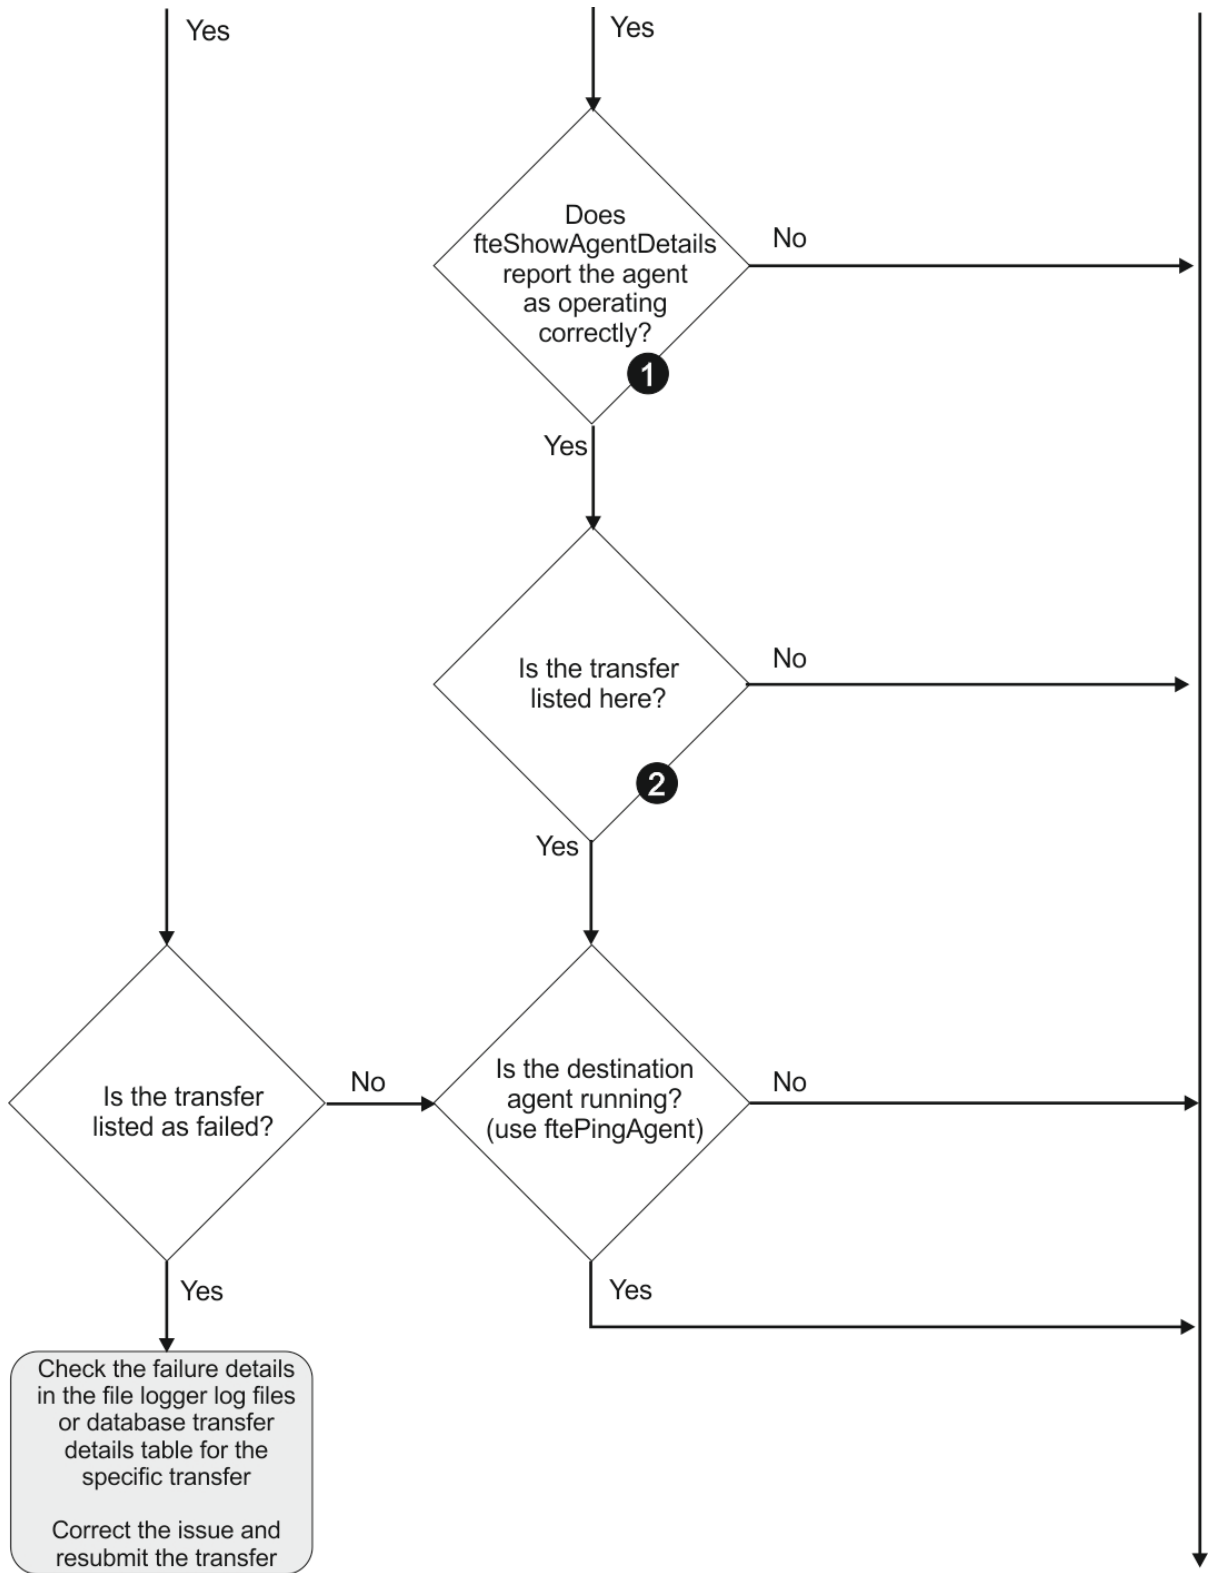 Yes
Yes
Does
fteShowAgentDetails
report the agent
as operating
correctly?
No
1
Yes
Is the transfer
listed here?
No
2
Yes
Is the transfer
listed as failed?
No
Is the destination
agent running?
(use ftePingAgent)
No
Yes
Yes
Check the failure details
in the file logger log files
or database transfer
details table for the
specific transfer
Correct the issue and
resubmit the transfer